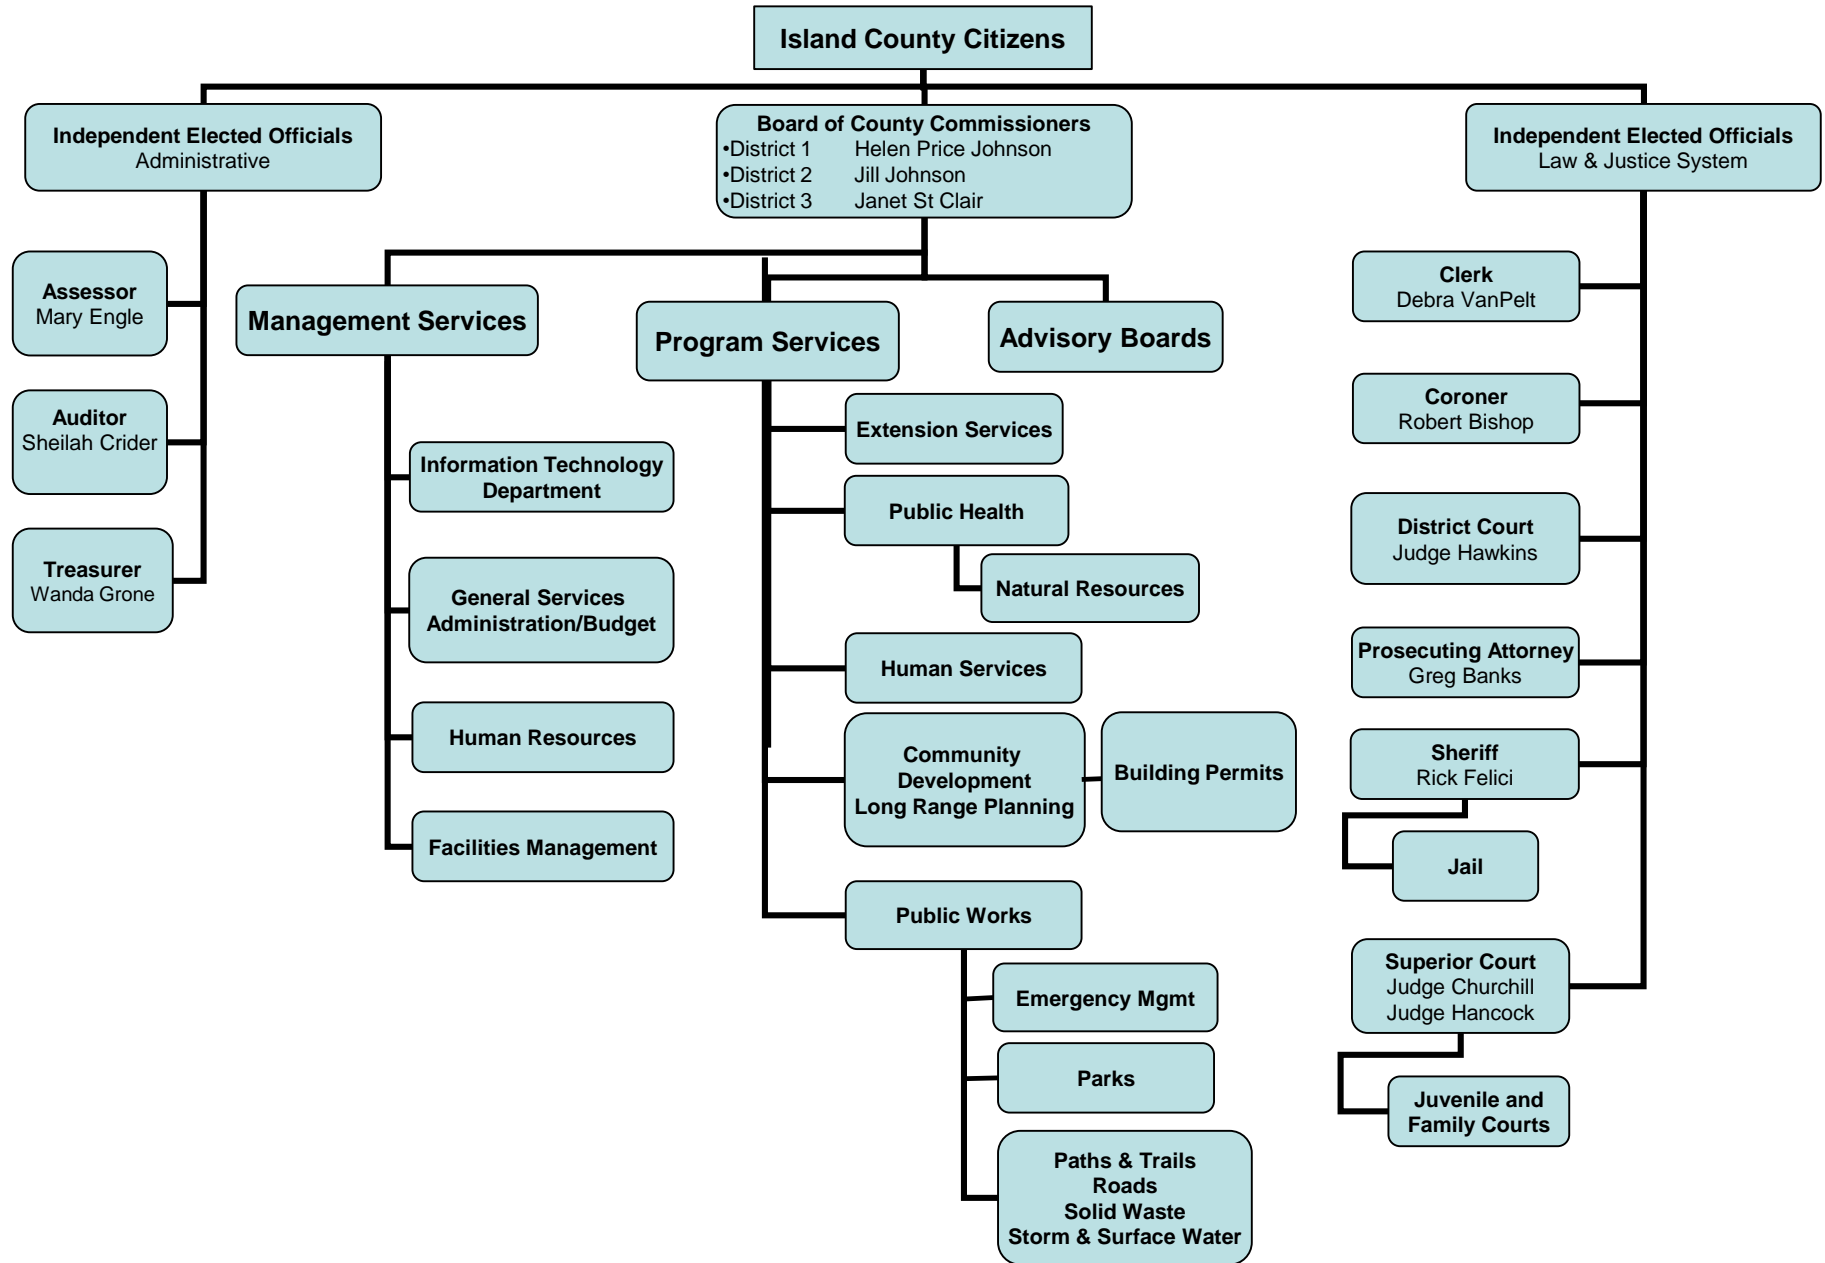 Island County Citizens
Independent Elected Officials
Administrative
Board of County Commissioners
•District 1 Helen Price Johnson
•District 2 Jill Johnson
•District 3 Janet St Clair
Independent Elected Officials
Law & Justice System
Assessor
Mary Engle
Auditor
Sheilah Crider
Treasurer
Wanda Grone
Management Services
Information Technology
Department
General Services
Administration/Budget
Human Resources
Facilities Management
Program Services
Extension Services
Public Health
Natural Resources
Human Services
Community
Development
Long Range Planning
Building Permits
Public Works
Emergency Mgmt
Parks
Paths & Trails
Roads
Solid Waste
Storm & Surface Water
Advisory Boards
Clerk
Debra VanPelt
Coroner
Robert Bishop
District Court
Judge Hawkins
Prosecuting Attorney
Greg Banks
Sheriff
Rick Felici
Jail
Superior Court
Judge Churchill
Judge Hancock
Juvenile and
Family Courts